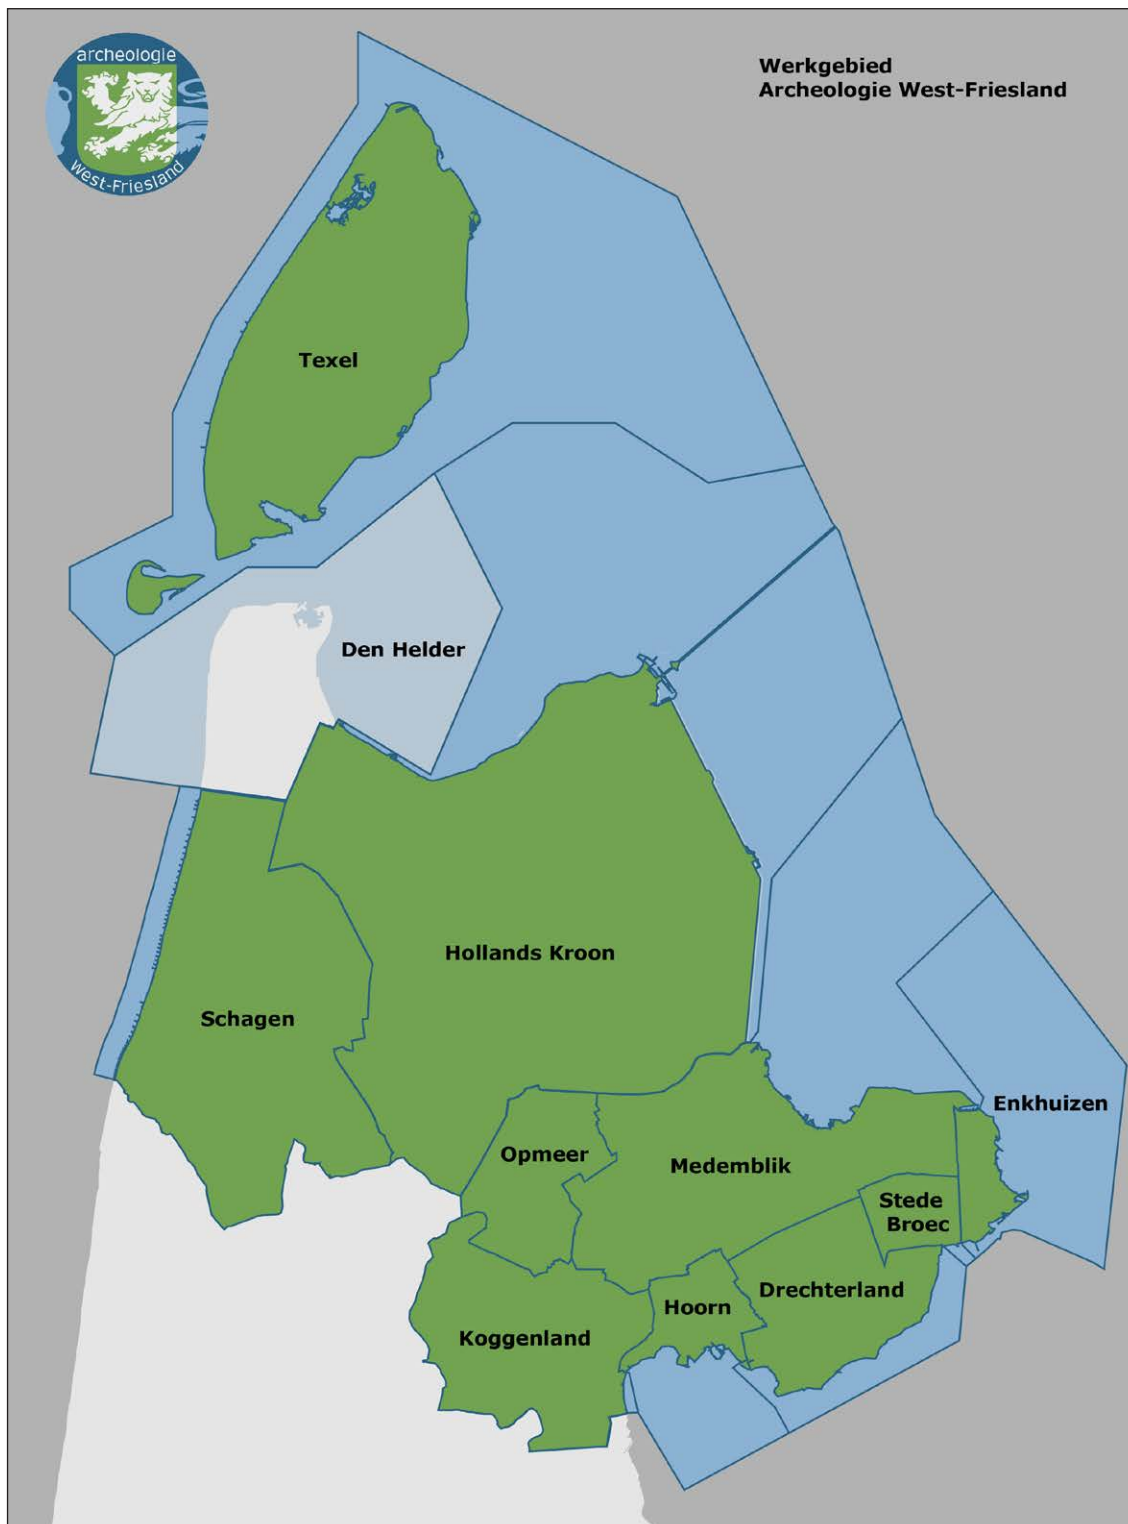 archeologie
West-Friesland
Werkgebied
Archeologie West-Friesland
Texel
Den Helder
Hollands Kroon
Schagen
Enkhuizen
Opmeer
Medemblik
Stede
Broec
Drechterland
Hoorn
Koggenland